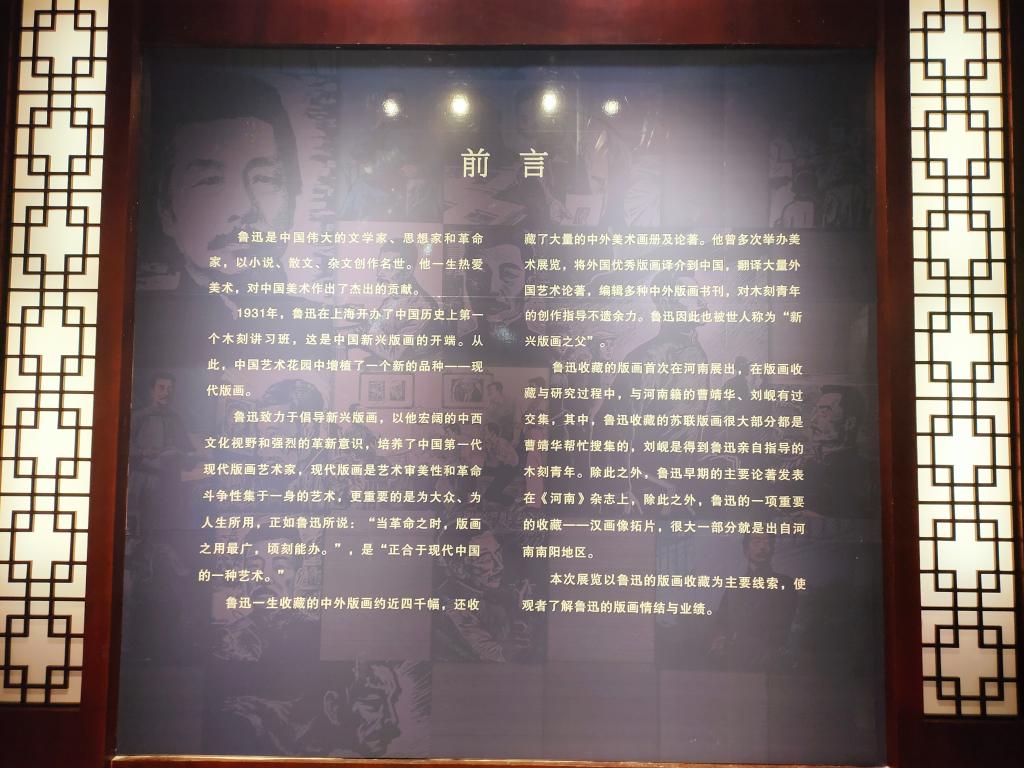 前 言
鲁迅是中国伟大的文学家、思想家和革命
家，以小说、散文、杂文创作名世。他一生热爱
美术，对中国美术作出了杰出的贡献。
1931年，鲁迅在上海开办了中国历史上第一
个木刻讲习班，这是中国新兴版画的开端。从
此，中国艺术花园中增植了一个新的品种——现
代版画。
鲁迅致力于倡导新兴版画，以他宏阔的中西
文化视野和强烈的革新意识，培养了中国第一代
现代版画艺术家，现代版画是艺术审美性和革命
斗争性集于一身的艺术，更重要的是为大众、为
人生所用，正如鲁迅所说：“当革命之时，版画
之用最广，顷刻能办。”，是“正合于现代中国
的一种艺术。”
鲁迅一生收藏的中外版画约近四千幅，还收
藏了大量的中外美术画册及论著。他曾多次举办美
术展览，将外国优秀版画译介到中国，翻译大量外
国艺术论著，编辑多种中外版画书刊，对木刻青年
的创作指导不遗余力。鲁迅因此也被世人称为“新
兴版画之父”。
鲁迅收藏的版画首次在河南展出，在版画收
藏与研究过程中，与河南籍的曹靖华、刘岘有过
交集，其中，鲁迅收藏的苏联版画很大部分都是
曹靖华帮忙搜集的，刘岘是得到鲁迅亲自指导的
木刻青年。除此之外，鲁迅早期的主要论著发表
在《河南》杂志上，除此之外，鲁迅的一项重要
的收藏——汉画像拓片，很大一部分就是出自河
南南阳地区。
本次展览以鲁迅的版画收藏为主要线索，使
观者了解鲁迅的版画情结与业绩。